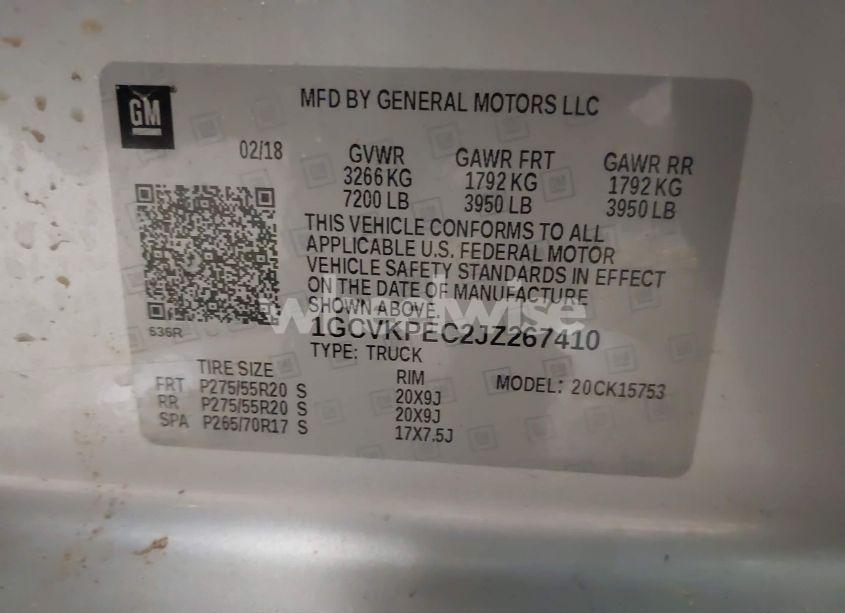 GM
MFD BY GENERAL MOTORS LLC
02/18
GVWR GAWR FRT GAWR RR
3266 KG 1792 KG 1792 KG
7200 LB 3950 LB 3950 LB
THIS VEHICLE CONFORMS TO ALL
APPLICABLE U.S. FEDERAL MOTOR
VEHICLE SAFETY STANDARDS IN EFFECT
ON THE DATE OF MANUFACTURE
SHOWN ABOVE
1GCVKPEC2JZ267410
TYPE: TRUCK
636R
TIRE SIZE RIM MODEL: 20CK15753
FRT P275/55R20 S 20X9J
RR P275/55R20 S 20X9J
SPA P265/70R17 S 17X7.5J